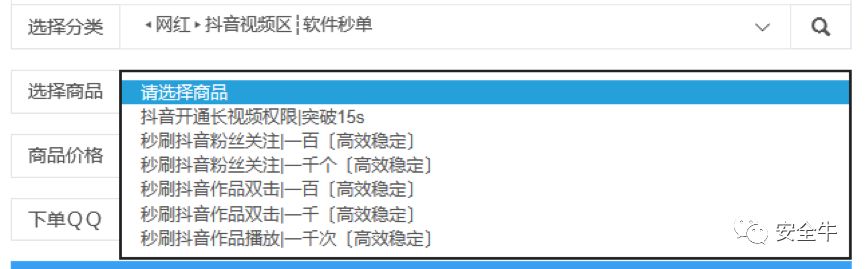 选择分类
◂网红▸抖音视频区┆软件秒单
选择商品
请选择商品
抖音开通长视频权限|突破15s
秒刷抖音粉丝关注|一百〔高效稳定〕
商品价格
秒刷抖音粉丝关注|一千个〔高效稳定〕
秒刷抖音作品双击|一百〔高效稳定〕
下单QQ
秒刷抖音作品双击|一千〔高效稳定〕
秒刷抖音作品播放|一千次〔高效稳定〕
安全牛